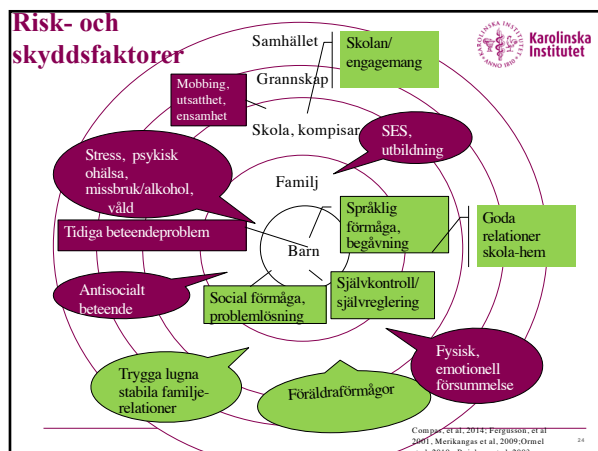 Risk- och
skyddsfaktorer
Karolinska
Institutet
ANNO 1810
Samhället
Skolan/
engagemang
Grannskap
Mobbing,
utsatthet,
ensamhet
Skola, kompisar
SES,
utbildning
Stress, psykisk
ohälsa,
missbruk/alkohol,
våld
Familj
Språklig
förmåga,
begåvning
Goda
relationer
skola-hem
Tidiga beteendeproblem
Barn
Antisocialt
beteende
Social förmåga,
problemlösning
Självkontroll/
självreglering
Fysisk,
emotionell
försummelse
Trygga lugna
stabila familje-
relationer
Föräldraförmågor
Compas, et al, 2014; Fergusson, et al
2001, Merikangas et al, 2009;Ormel
24